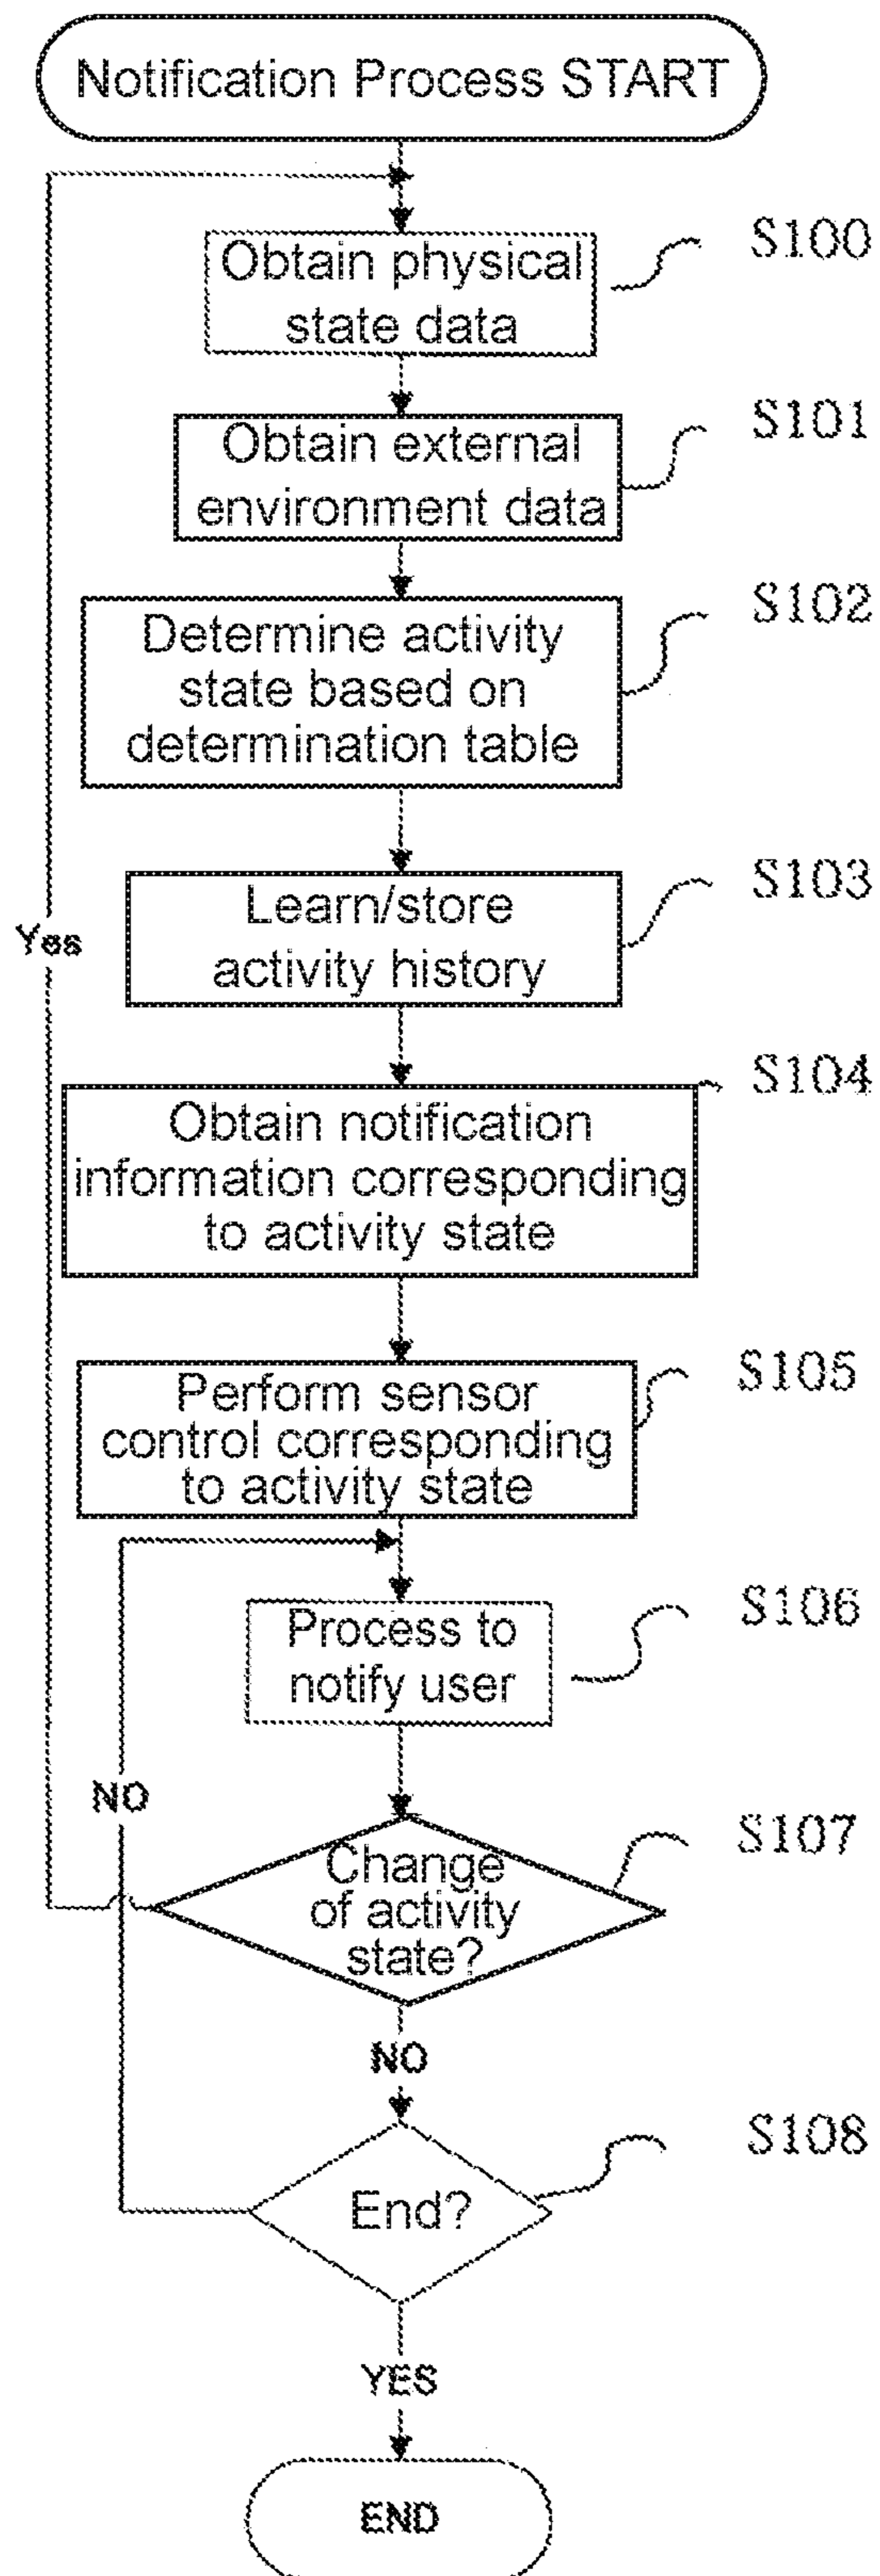 Notification Process START
Obtain physical
state data
S100
Obtain external
environment data
S101
Determine activity
state based on
determination table
S102
Learn/store
activity history
S103
Yes
Obtain notification
information corresponding
to activity state
S104
Perform sensor
control corresponding
to activity state
S105
Process to
notify user
S106
NO
Change
of activity
state?
S107
NO
End?
S108
YES
END